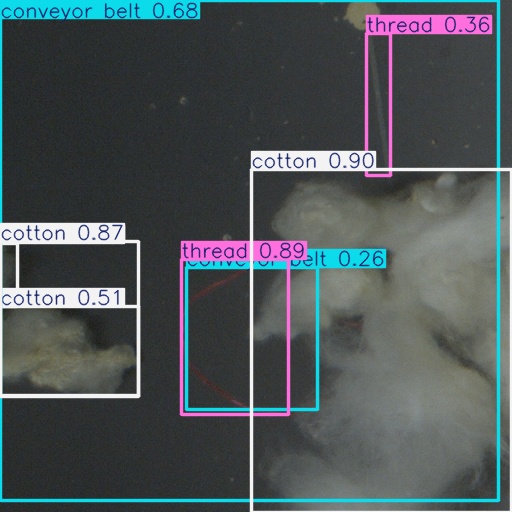 conveyor belt 0.68
thread 0.36
cotton 0.90
cotton 0.87
thread 0.89
conveyor belt 0.26
cotton 0.51